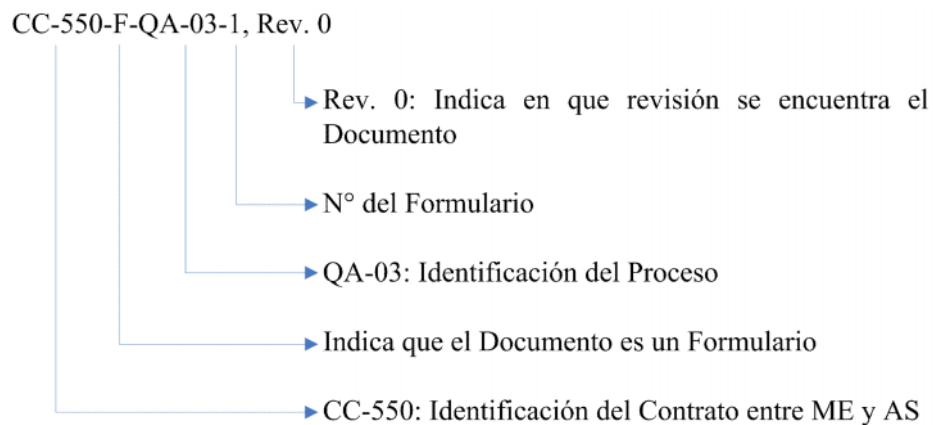 CC-550-F-QA-03-1, Rev. 0
Rev. 0: Indica en que revisión se encuentra el
Documento
N° del Formulario
QA-03: Identificación del Proceso
Indica que el Documento es un Formulario
CC-550: Identificación del Contrato entre ME y AS